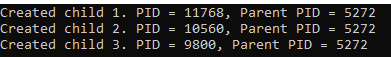 Created child 1. PID = 11768, Parent PID = 5272
Created child 2. PID = 10560, Parent PID = 5272
Created child 3. PID = 9800, Parent PID = 5272